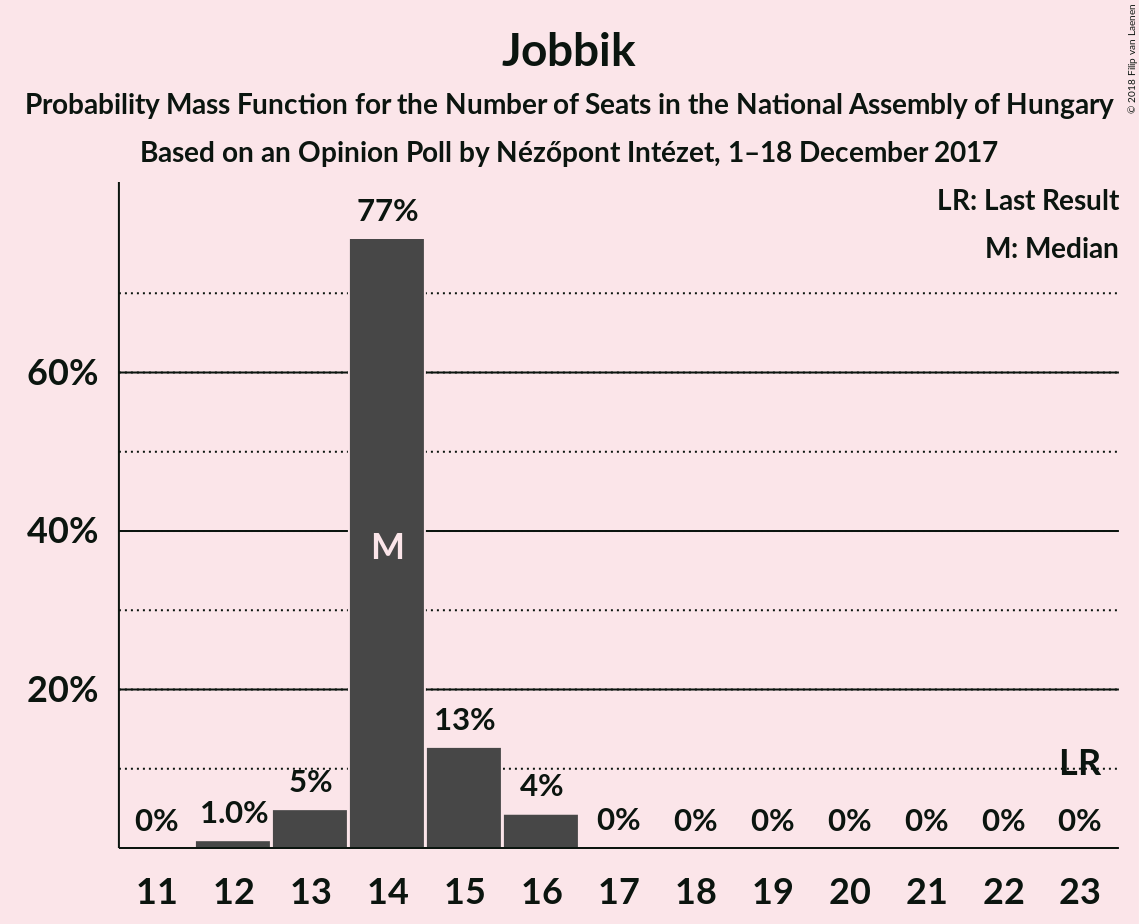 Jobbik
Probability Mass Function for the Number of Seats in the National Assembly of Hungary
Based on an Opinion Poll by Nézőpont Intézet, 1–18 December 2017
© 2018 Filip van Laenen
LR: Last Result
M: Median
77%
60%
M
40%
20%
13%
LR
5%
4%
1.0%
0%
0%
0%
0%
0%
0%
0%
0%
11 12 13 14 15 16 17 18 19 20 21 22 23